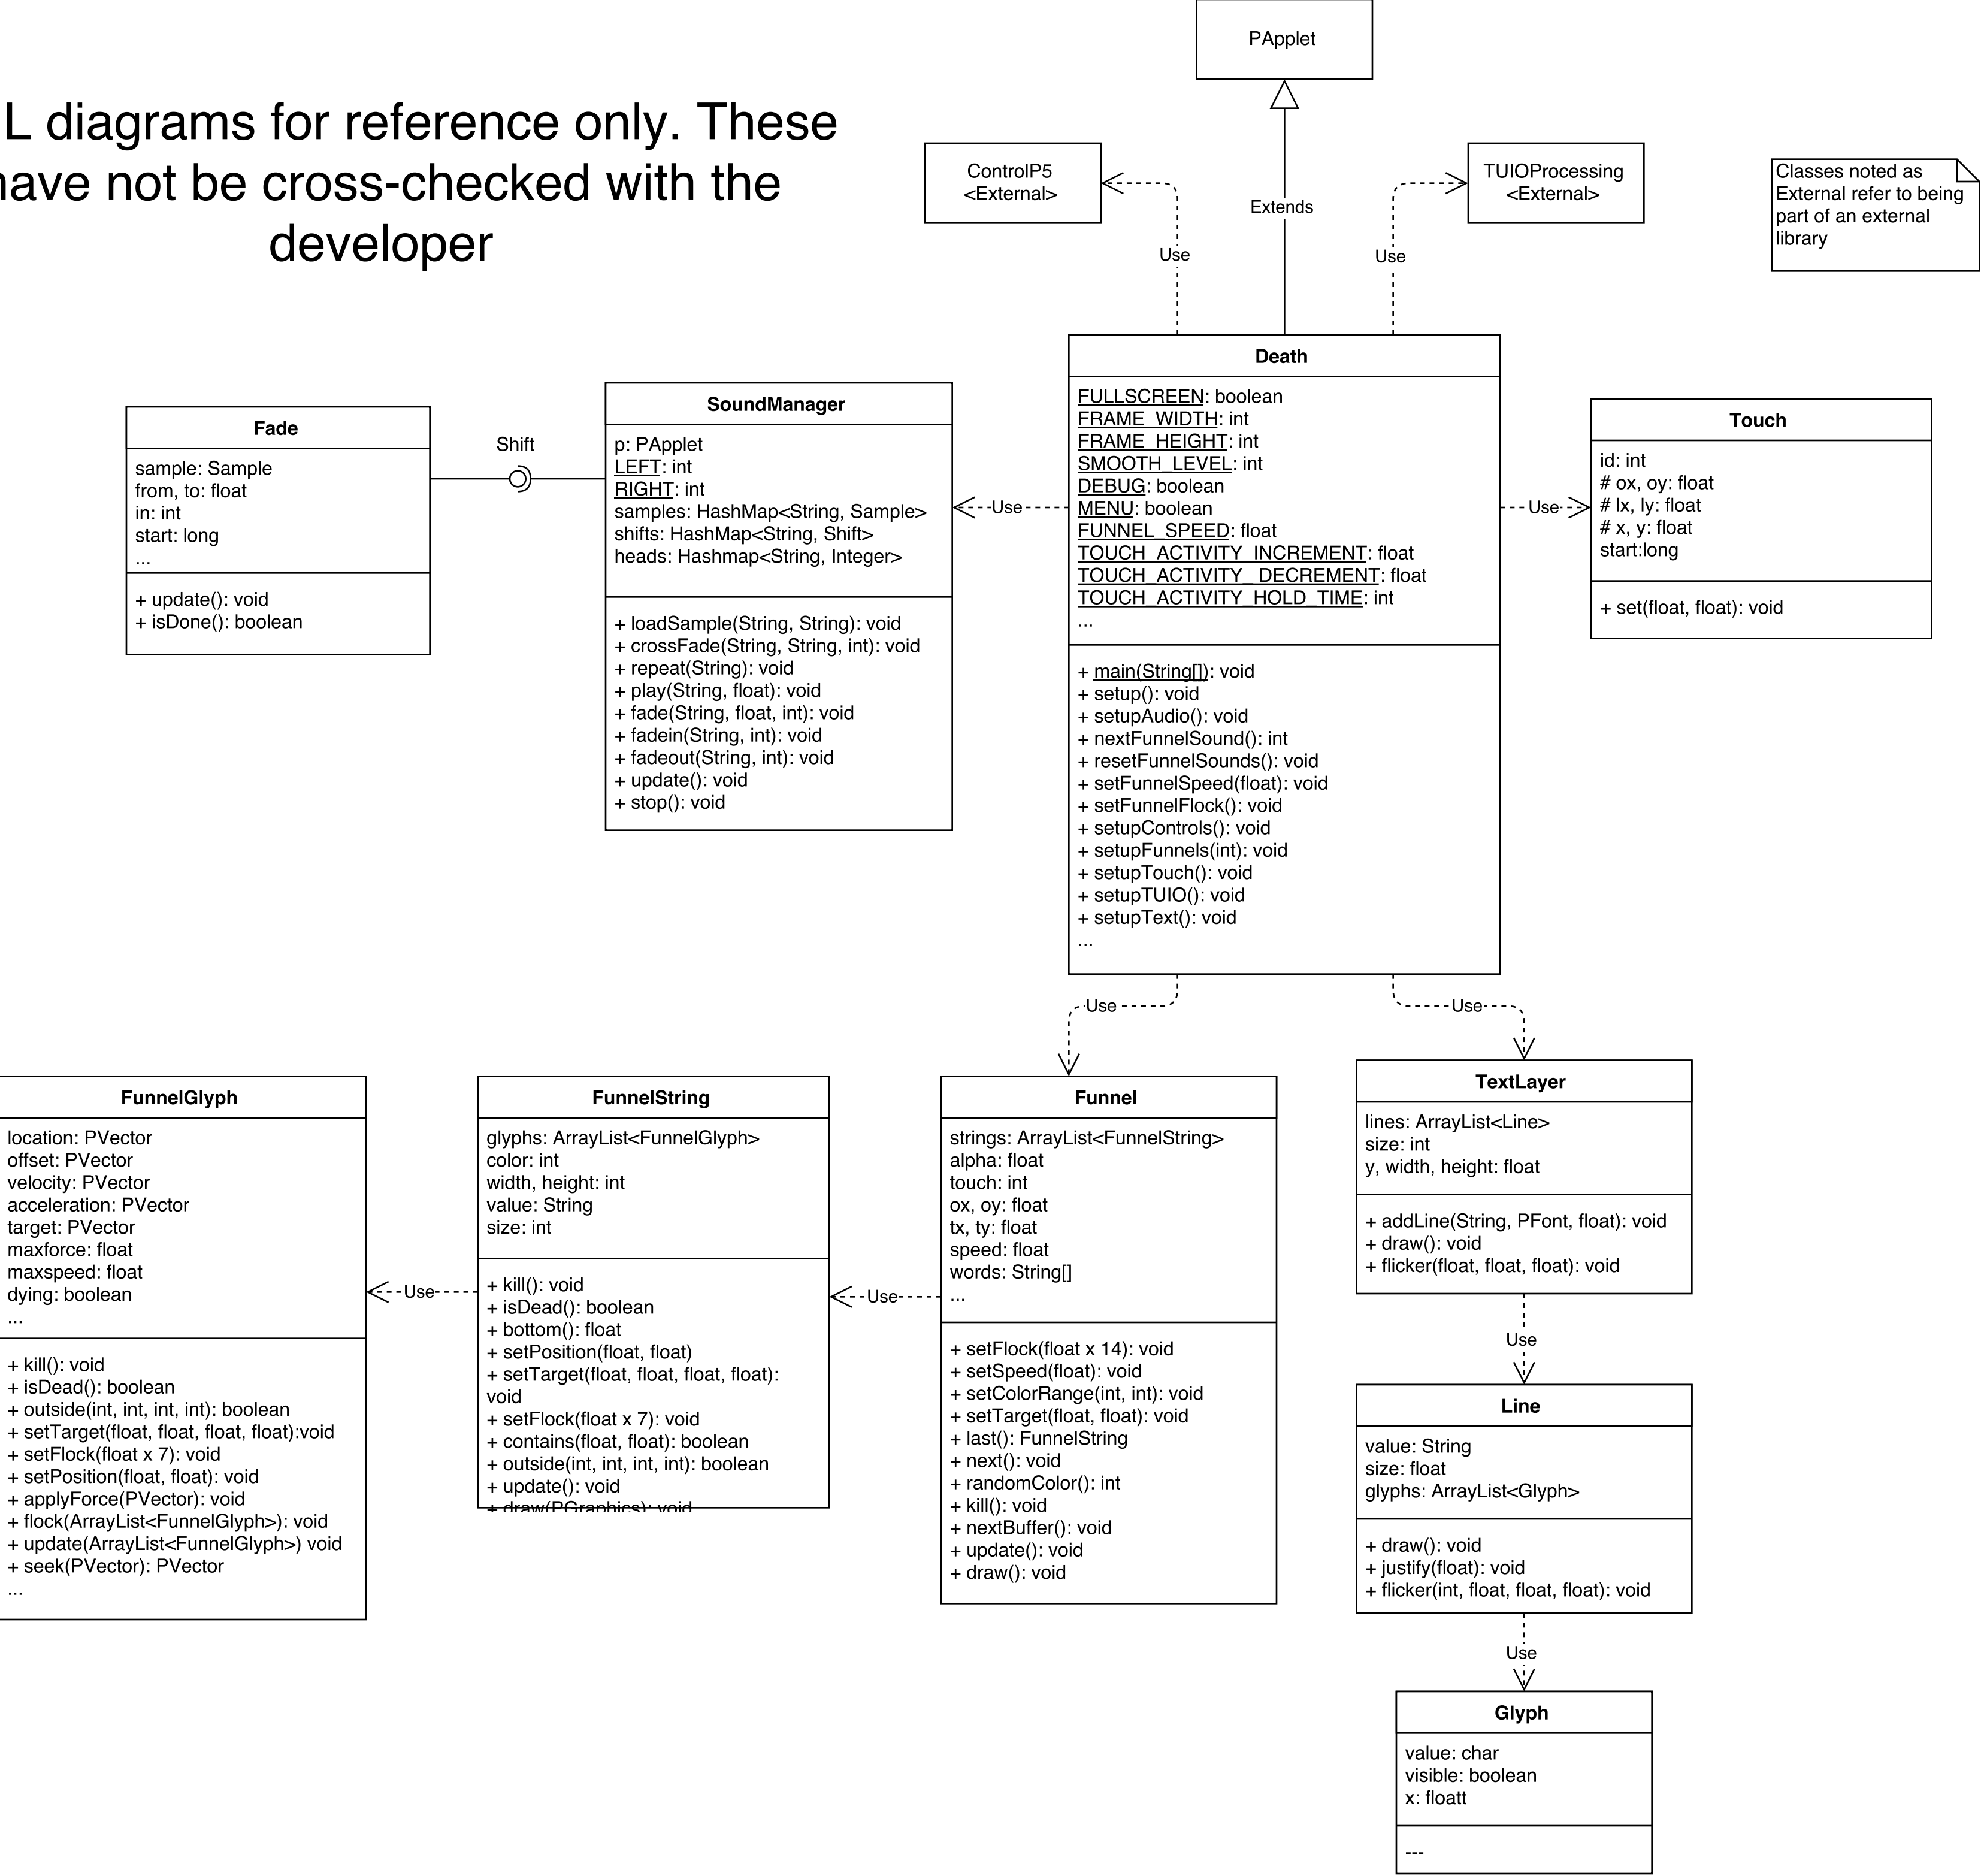 L diagrams for reference only. These
have not be cross-checked with the
developer
PApplet
Extends
ControlP5
<External>
Use
TUIOProcessing
<External>
Use
Classes noted as
External refer to being
part of an external
library
Fade
sample: Sample
from, to: float
in: int
start: long
...
+ update(): void
+ isDone(): boolean
Shift
SoundManager
p: PApplet
LEFT: int
RIGHT: int
samples: HashMap<String, Sample>
shifts: HashMap<String, Shift>
heads: Hashmap<String, Integer>
+ loadSample(String, String): void
+ crossFade(String, String, int): void
+ repeat(String): void
+ play(String, float): void
+ fade(String, float, int): void
+ fadein(String, int): void
+ fadeout(String, int): void
+ update(): void
+ stop(): void
Use
Death
FULLSCREEN: boolean
FRAME_WIDTH: int
FRAME_HEIGHT: int
SMOOTH_LEVEL: int
DEBUG: boolean
MENU: boolean
FUNNEL_SPEED: float
TOUCH_ACTIVITY_INCREMENT: float
TOUCH_ACTIVITY_ DECREMENT: float
TOUCH_ACTIVITY_HOLD_TIME: int
...
+ main(String[]): void
+ setup(): void
+ setupAudio(): void
+ nextFunnelSound(): int
+ resetFunnelSounds(): void
+ setFunnelSpeed(float): void
+ setFunnelFlock(): void
+ setupControls(): void
+ setupFunnels(int): void
+ setupTouch(): void
+ setupTUIO(): void
+ setupText(): void
...
Use
Touch
id: int
# ox, oy: float
# lx, ly: float
# x, y: float
start:long
+ set(float, float): void
Use
Use
FunnelGlyph
location: PVector
offset: PVector
velocity: PVector
acceleration: PVector
target: PVector
maxforce: float
maxspeed: float
dying: boolean
...
+ kill(): void
+ isDead(): boolean
+ outside(int, int, int, int): boolean
+ setTarget(float, float, float, float):void
+ setFlock(float x 7): void
+ setPosition(float, float): void
+ applyForce(PVector): void
+ flock(ArrayList<FunnelGlyph>): void
+ update(ArrayList<FunnelGlyph>) void
+ seek(PVector): PVector
...
Use
FunnelString
glyphs: ArrayList<FunnelGlyph>
color: int
width, height: int
value: String
size: int
+ kill(): void
+ isDead(): boolean
+ bottom(): float
+ setPosition(float, float)
+ setTarget(float, float, float, float):
void
+ setFlock(float x 7): void
+ contains(float, float): boolean
+ outside(int, int, int, int): boolean
+ update(): void
+ draw(PGraphics): void
Use
Funnel
strings: ArrayList<FunnelString>
alpha: float
touch: int
ox, oy: float
tx, ty: float
speed: float
words: String[]
...
+ setFlock(float x 14): void
+ setSpeed(float): void
+ setColorRange(int, int): void
+ setTarget(float, float): void
+ last(): FunnelString
+ next(): void
+ randomColor(): int
+ kill(): void
+ nextBuffer(): void
+ update(): void
+ draw(): void
TextLayer
lines: ArrayList<Line>
size: int
y, width, height: float
+ addLine(String, PFont, float): void
+ draw(): void
+ flicker(float, float, float): void
Use
Line
value: String
size: float
glyphs: ArrayList<Glyph>
+ draw(): void
+ justify(float): void
+ flicker(int, float, float, float): void
Use
Glyph
value: char
visible: boolean
x: floatt
---